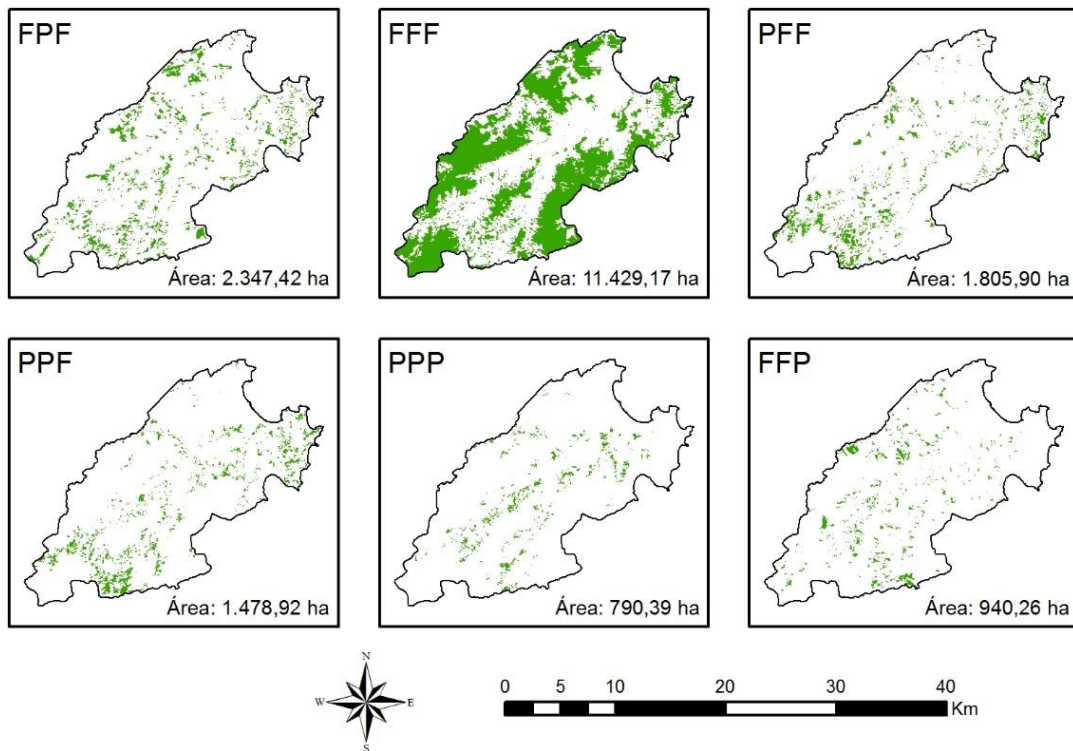 FPF
Área: 2.347,42 ha
FFF
Área: 11.429,17 ha
PFF
Área: 1.805,90 ha
PPF
Área: 1.478,92 ha
PPP
Área: 790,39 ha
FFP
Área: 940,26 ha
N
W E
S
0 5 10 20 30 40
Km